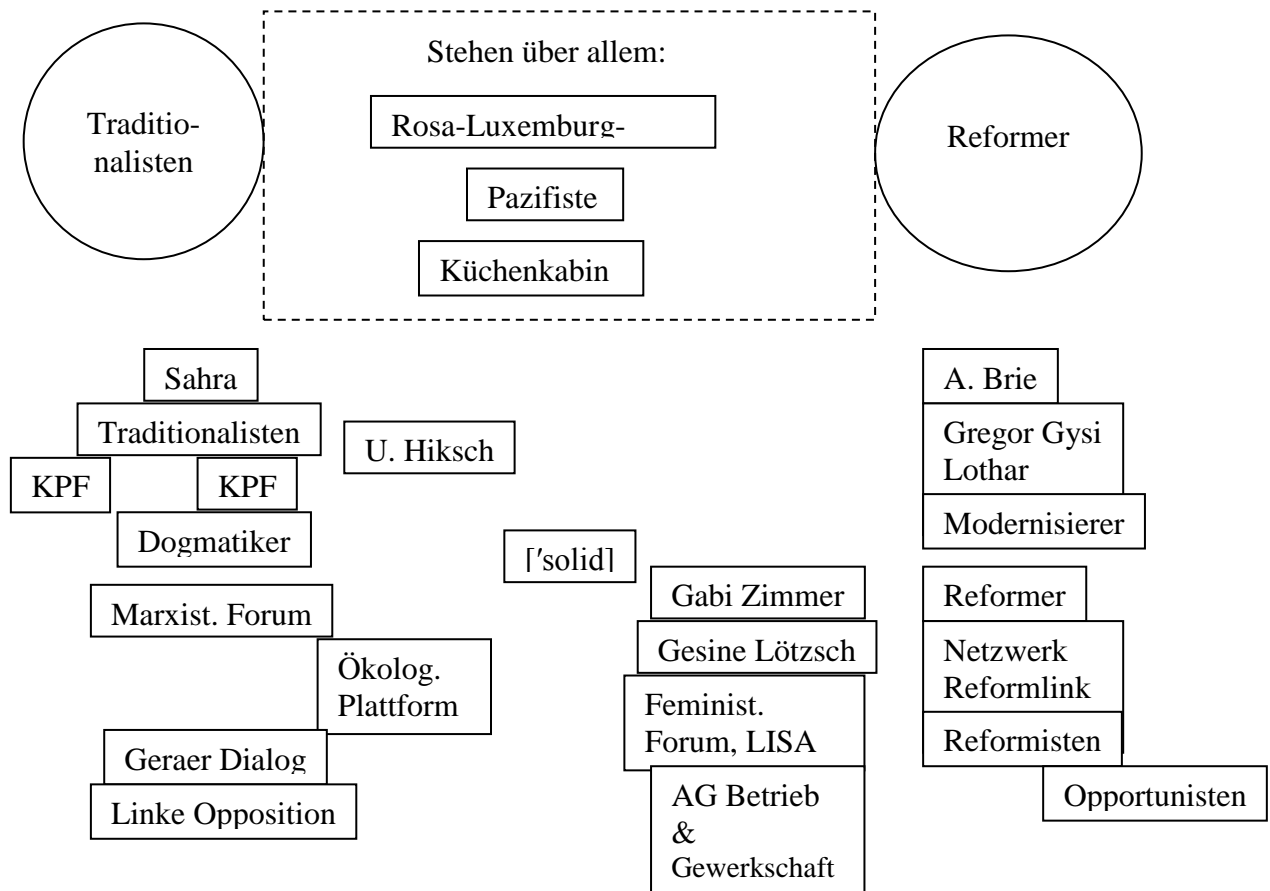 Stehen über allem:
Traditio-
nalisten
Rosa-Luxemburg-
Reformer
Pazifiste
Küchenkabin
Sahra
Traditionalisten
KPF
KPF
Dogmatiker
Marxist. Forum
Ökolog.
Plattform
Geraer Dialog
Linke Opposition
U. Hiksch
['solid]
Gabi Zimmer
Gesine Lötzsch
Feminist.
Forum, LISA
AG Betrieb
&
Gewerkschaft
A. Brie
Gregor Gysi
Lothar
Modernisierer
Reformer
Netzwerk
Reformlink
Reformisten
Opportunisten